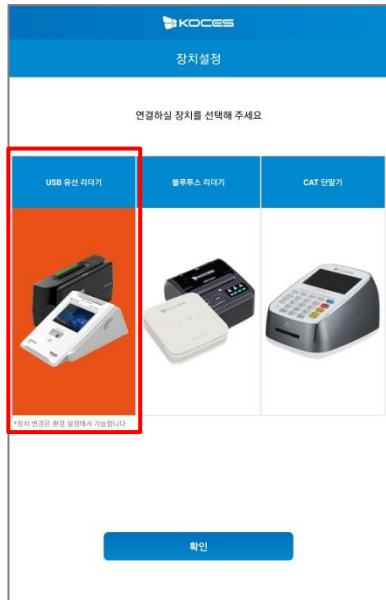 KOCES
장치설정
연결하실 장치를 선택해 주세요
USB 유선 리더기
블루투스 리더기
CAT 단말기
KOCES
*장치 변경은 환경 설정에서 가능합니다
확인